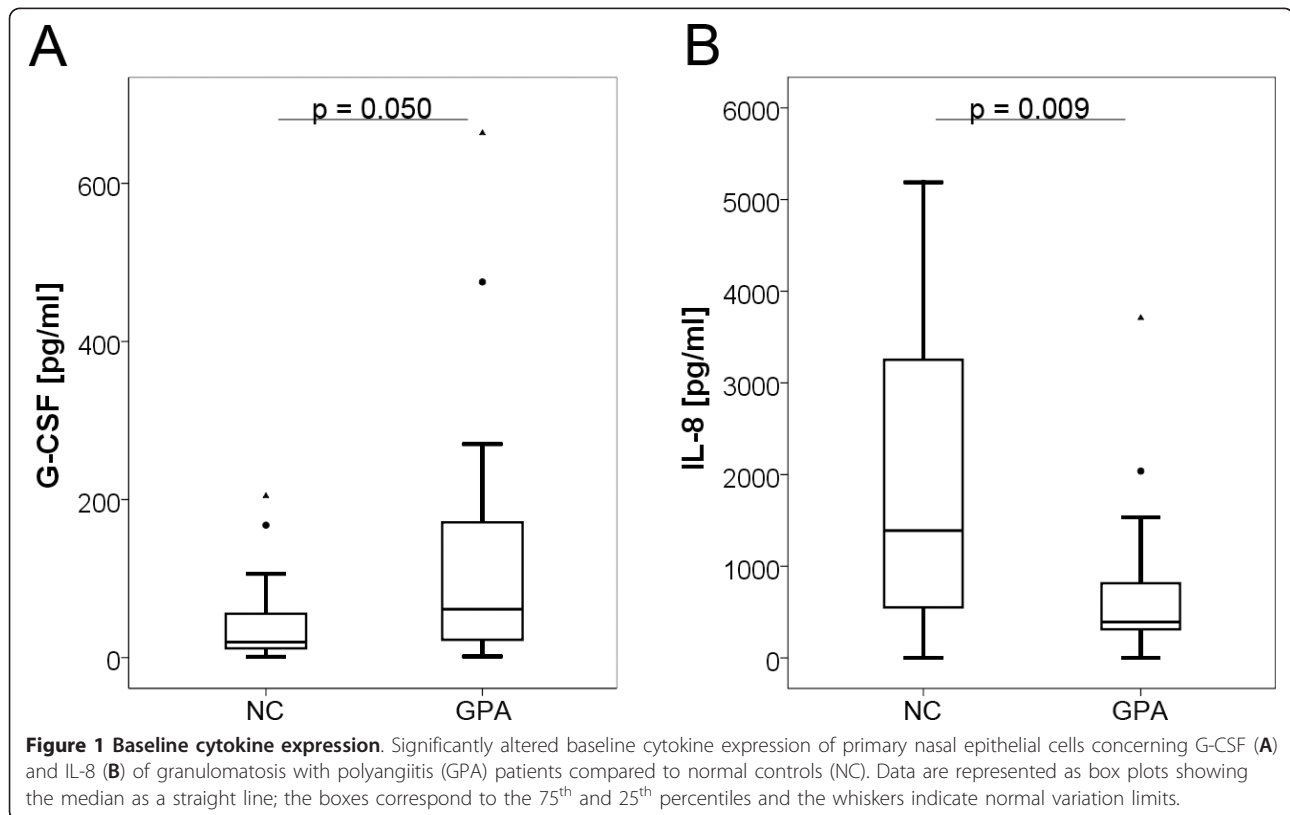 A
B
p = 0.050
p = 0.009
G-CSF [pg/ml]
600
400
200
0
NC
GPA
IL-8 [pg/ml]
6000
5000
4000
3000
2000
1000
0
NC
GPA
Figure 1 Baseline cytokine expression. Significantly altered baseline cytokine expression of primary nasal epithelial cells concerning G-CSF (A)
and IL-8 (B) of granulomatosis with polyangiitis (GPA) patients compared to normal controls (NC). Data are represented as box plots showing
the median as a straight line; the boxes correspond to the 75th and 25th percentiles and the whiskers indicate normal variation limits.